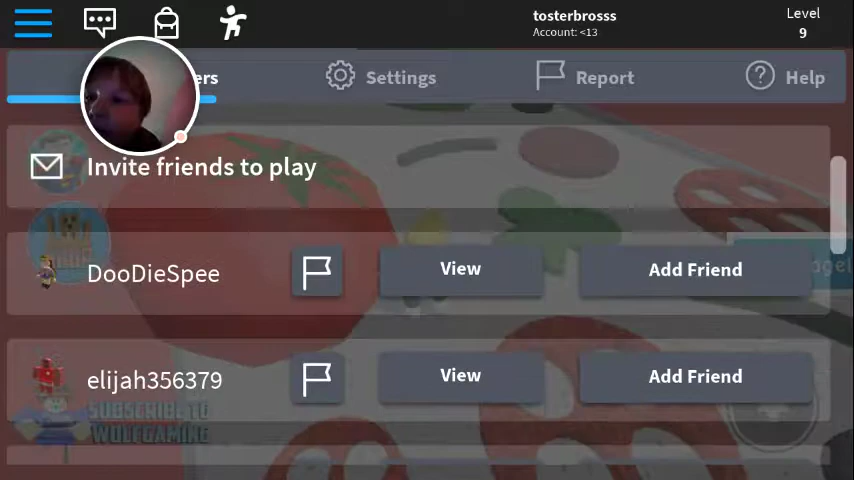 tosterbrosss
Account: <13
Level
9
ers
Settings
Report
Help
Invite friends to play
DooDieSpee
View
Add Friend
elijah356379
View
Add Friend
SUBSCRIBE TO
WOLFGAMING